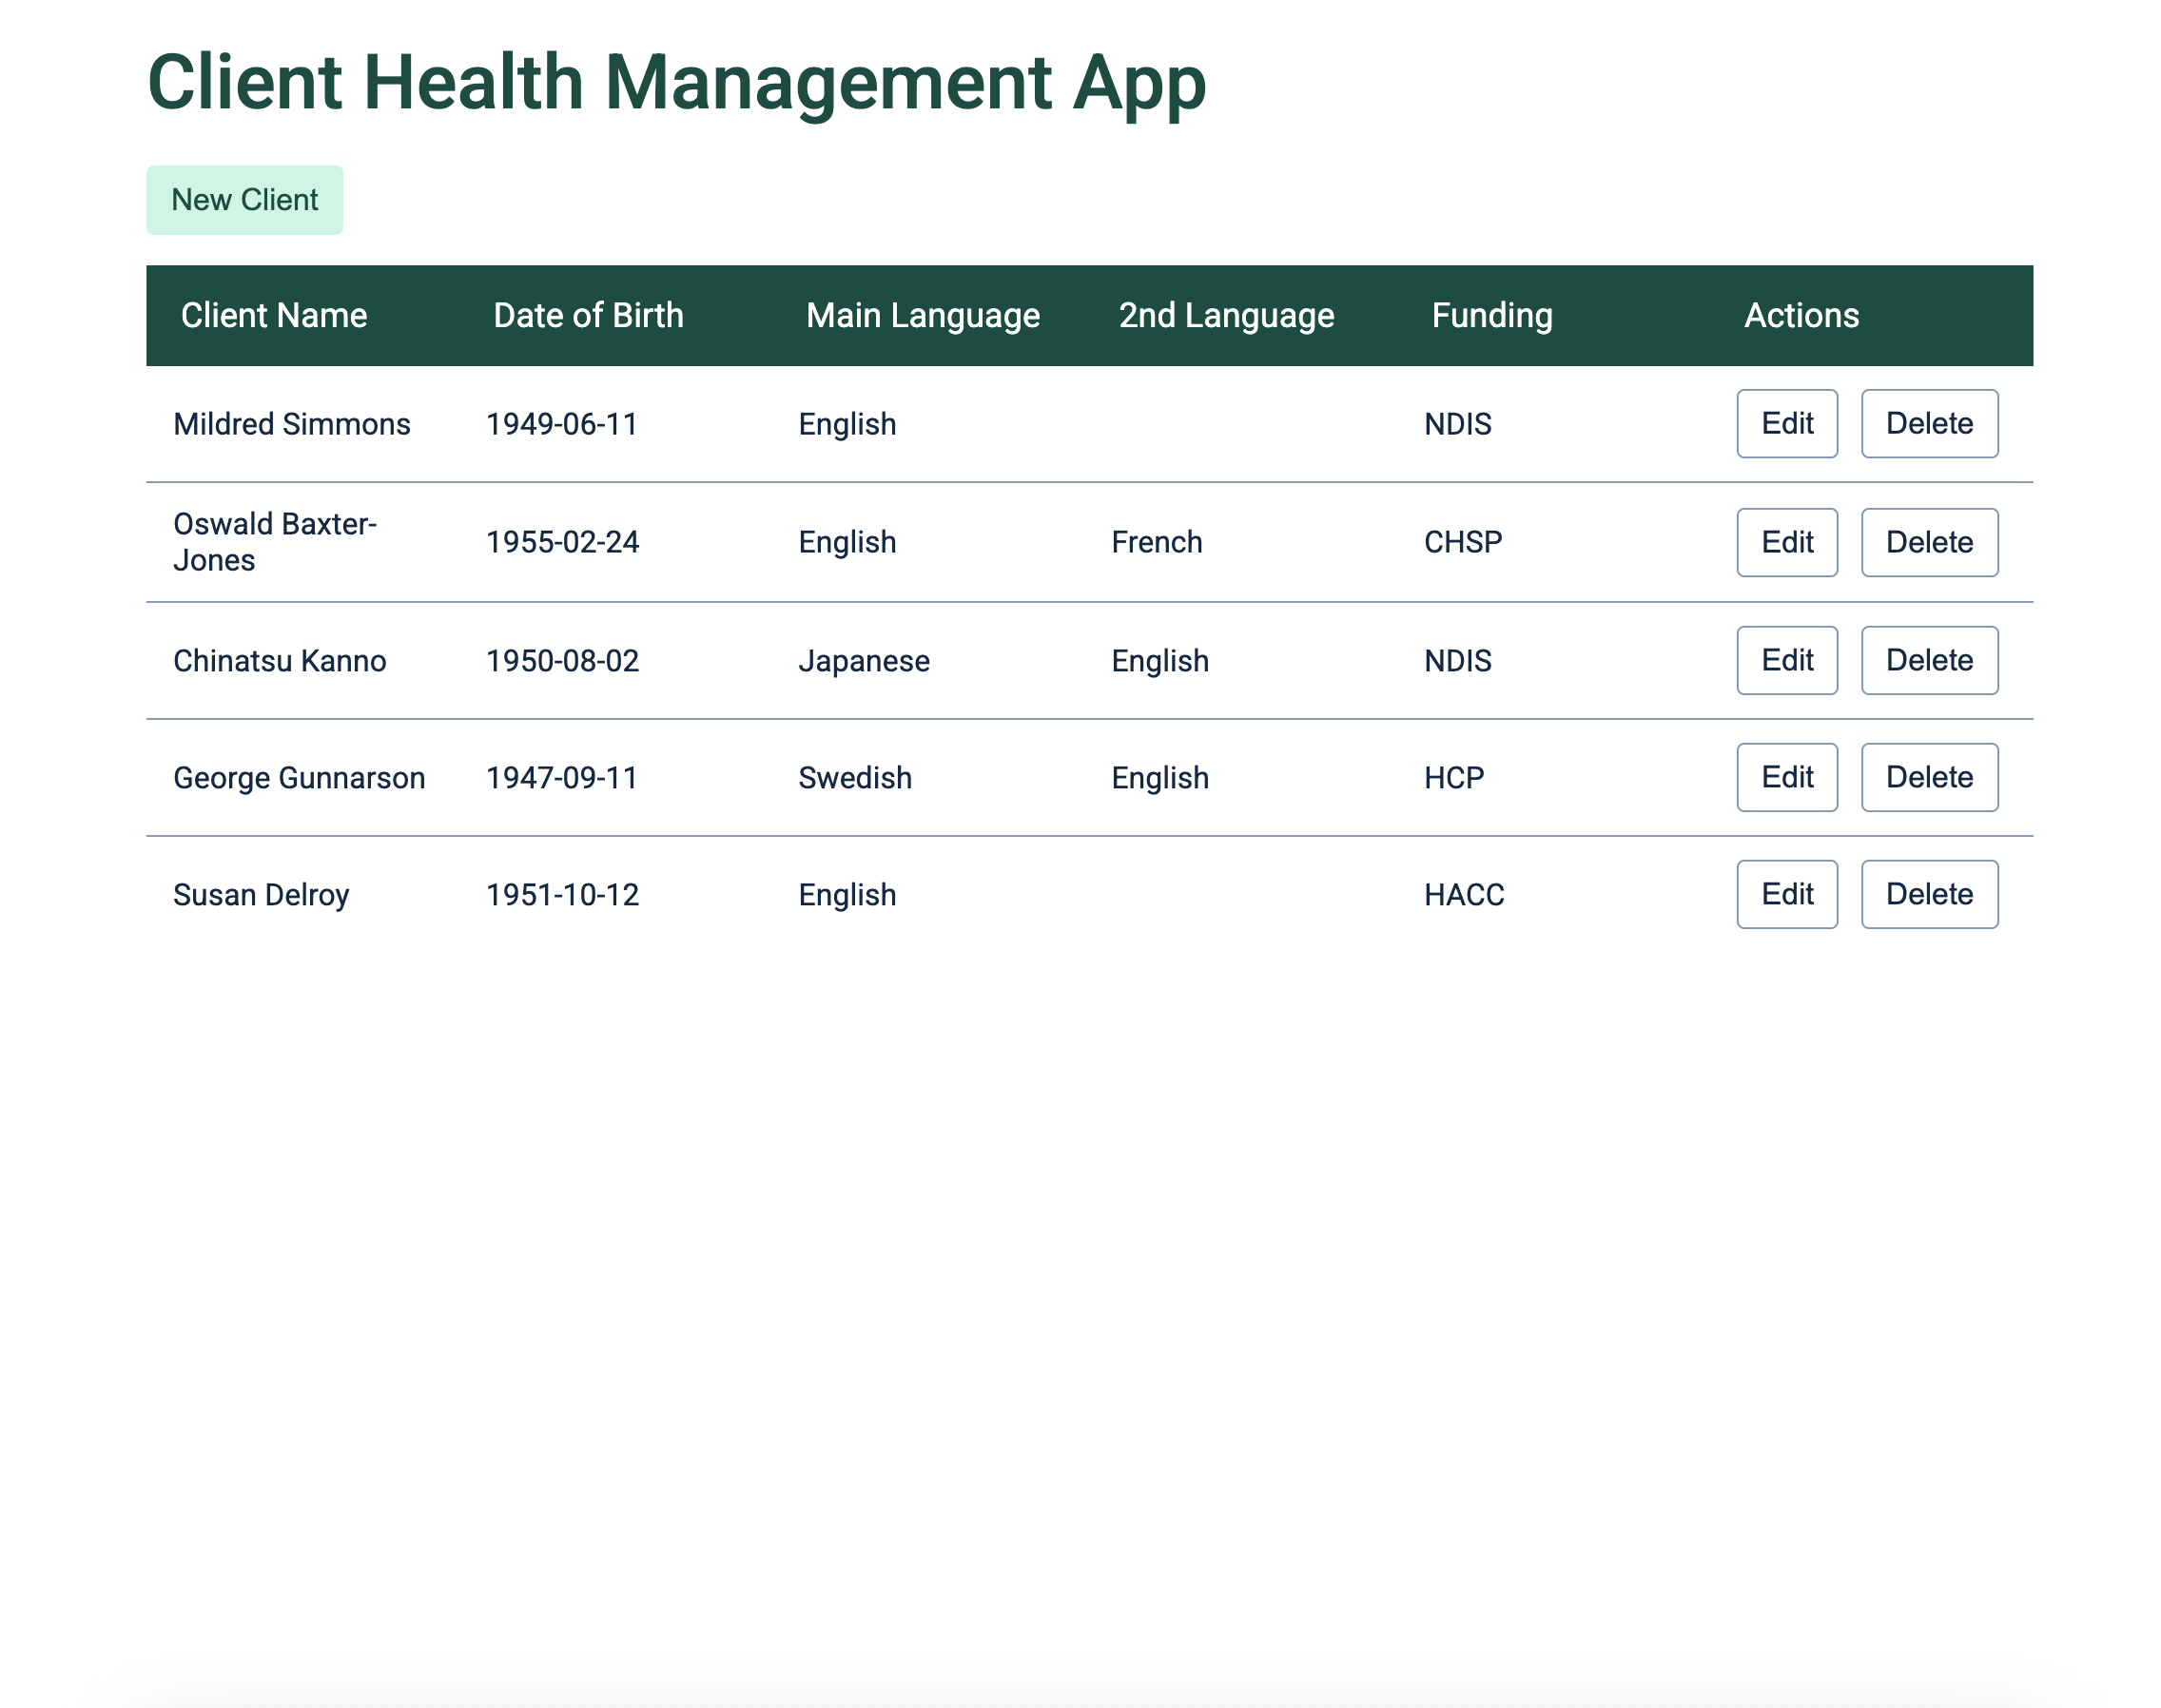 Client Health Management App
New Client
Client Name Date of Birth Main Language 2nd Language Funding Actions
Mildred Simmons 1949-06-11 English NDIS Edit Delete
Oswald Baxter-
Jones 1955-02-24 English French CHSP Edit Delete
Chinatsu Kanno 1950-08-02 Japanese English NDIS Edit Delete
George Gunnarson 1947-09-11 Swedish English HCP Edit Delete
Susan Delroy 1951-10-12 English HACC Edit Delete